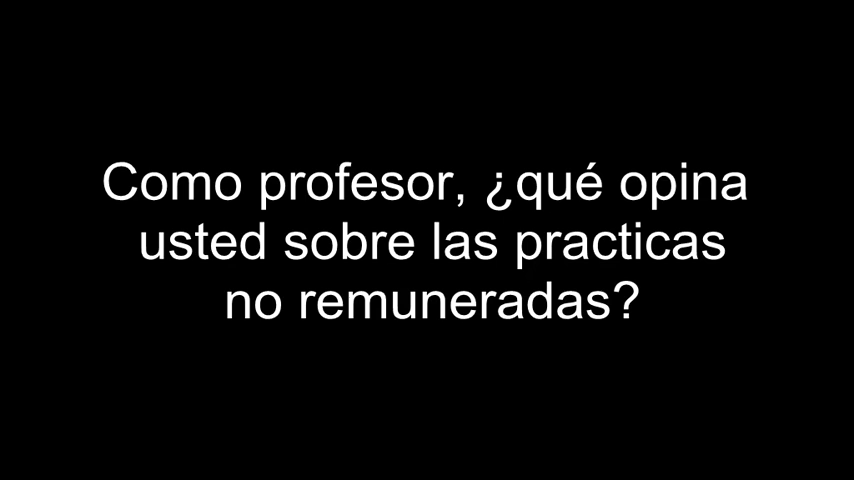 Como profesor, ¿qué opina
usted sobre las practicas
no remuneradas?